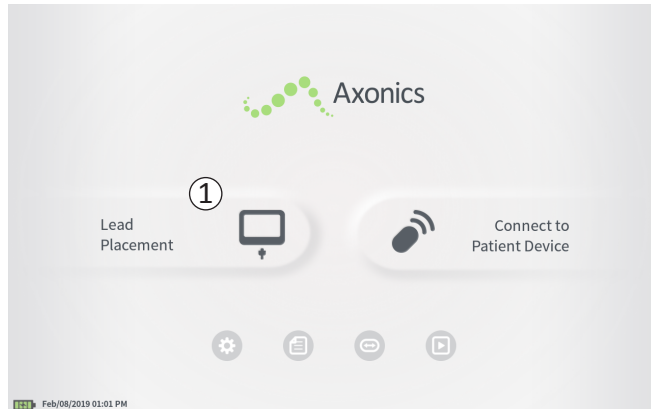 Axonics
1
Lead
Placement
Connect to
Patient Device
Feb/08/2019 01:01 PM